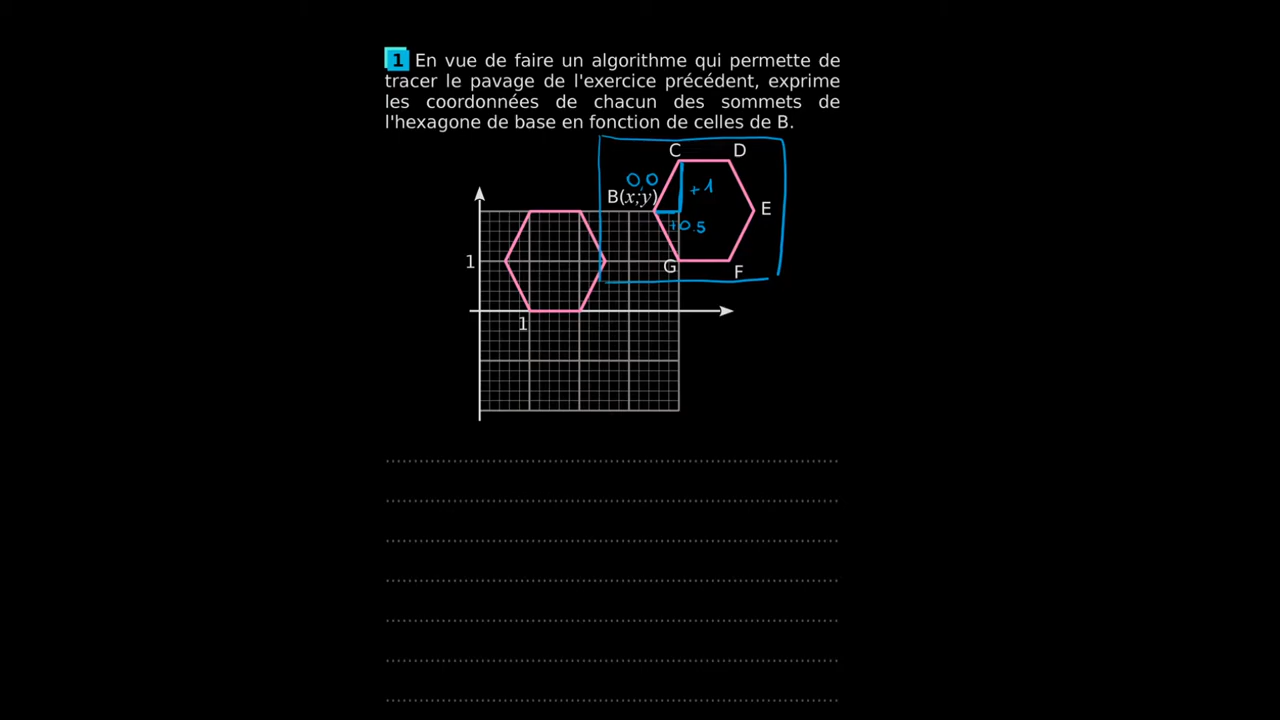 1 En vue de faire un algorithme qui permette de
tracer le pavage de l'exercice précédent, exprime
les coordonnées de chacun des sommets de
l'hexagone de base en fonction de celles de B.
C D
0,0
+1
B(x;y)
E
+0.5
1
G
F
1